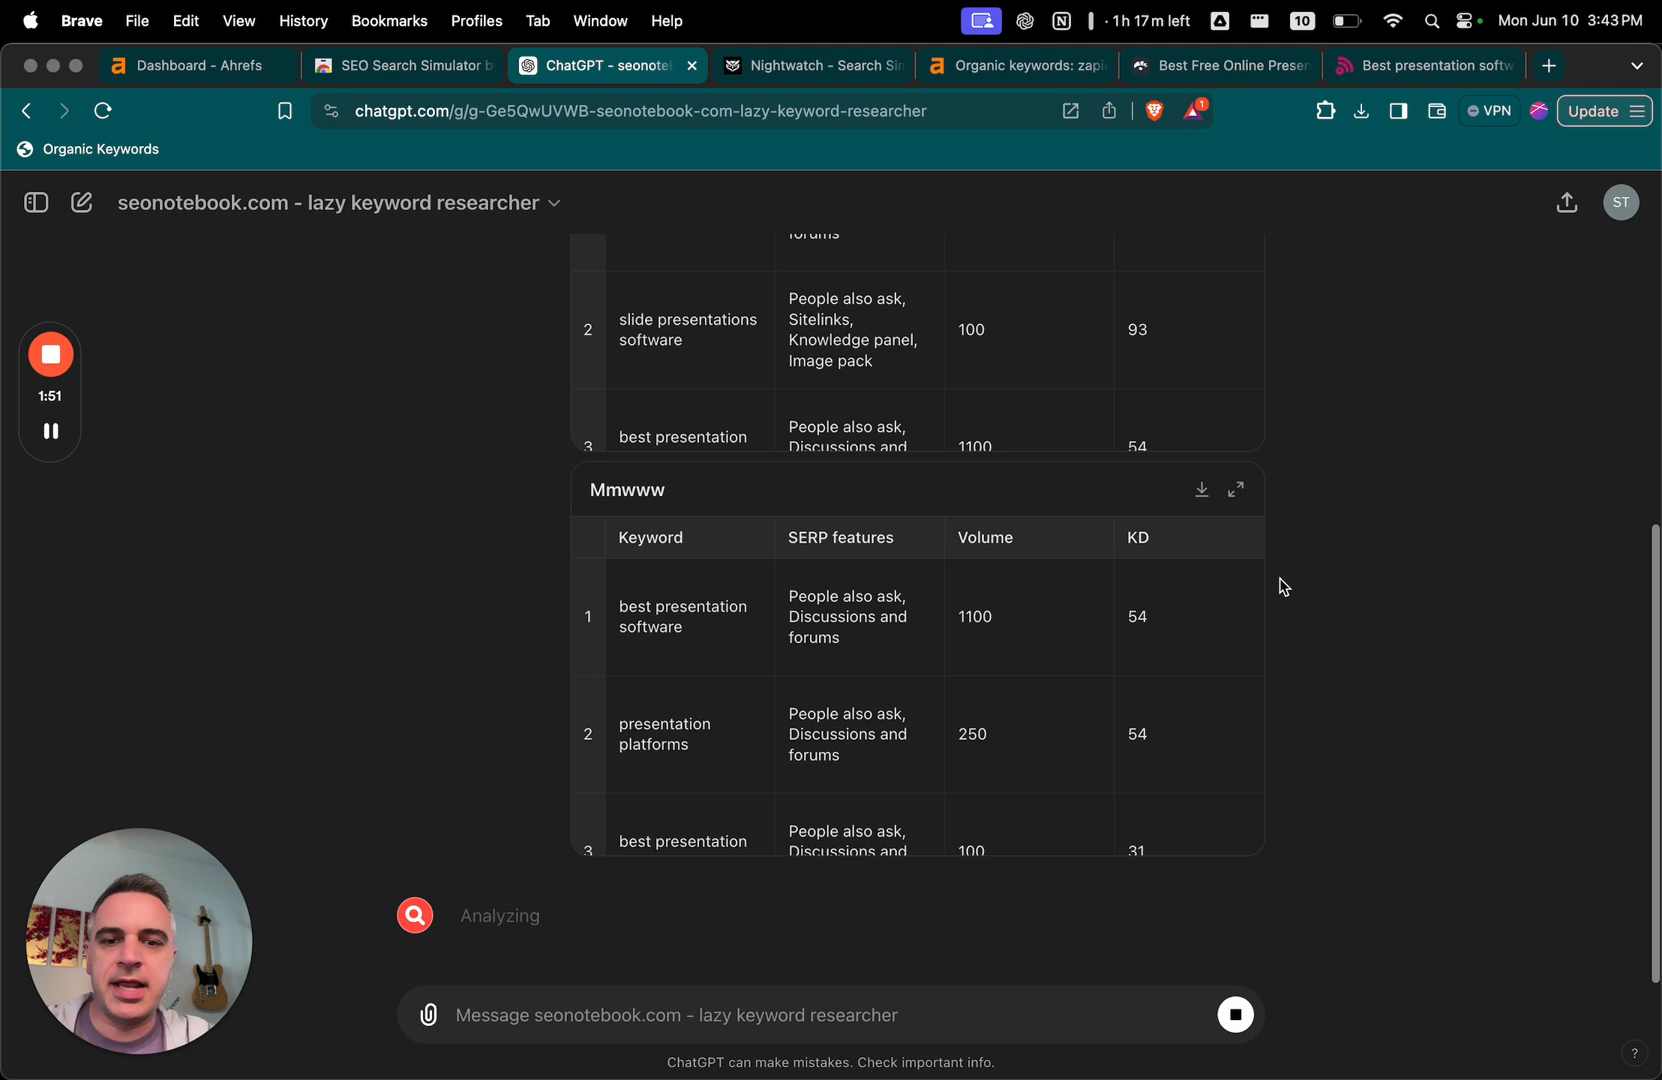 Brave File Edit View History Bookmarks Profiles Tab Window Help · 1h 17m left 10 Mon Jun 10 3:43 PM
Dashboard - Ahrefs SEO Search Simulator b ChatGPT - seonote Nightwatch - Search Sin Organic keywords: zapi Best Free Online Presen Best presentation softw
chatgpt.com/g/g-Ge5QwUVWB-seonotebook-com-lazy-keyword-researcher 1 VPN Update
Organic Keywords
seonotebook.com - lazy keyword researcher ST
forums
2 slide presentations software People also ask, Sitelinks, Knowledge panel, Image pack 100 93
3 best presentation People also ask, Discussions and 1100 54
1:51
Mmwww
Keyword SERP features Volume KD
1 best presentation software People also ask, Discussions and forums 1100 54
2 presentation platforms People also ask, Discussions and forums 250 54
3 best presentation People also ask, Discussions and 100 31
Analyzing
Message seonotebook.com - lazy keyword researcher
ChatGPT can make mistakes. Check important info.
?